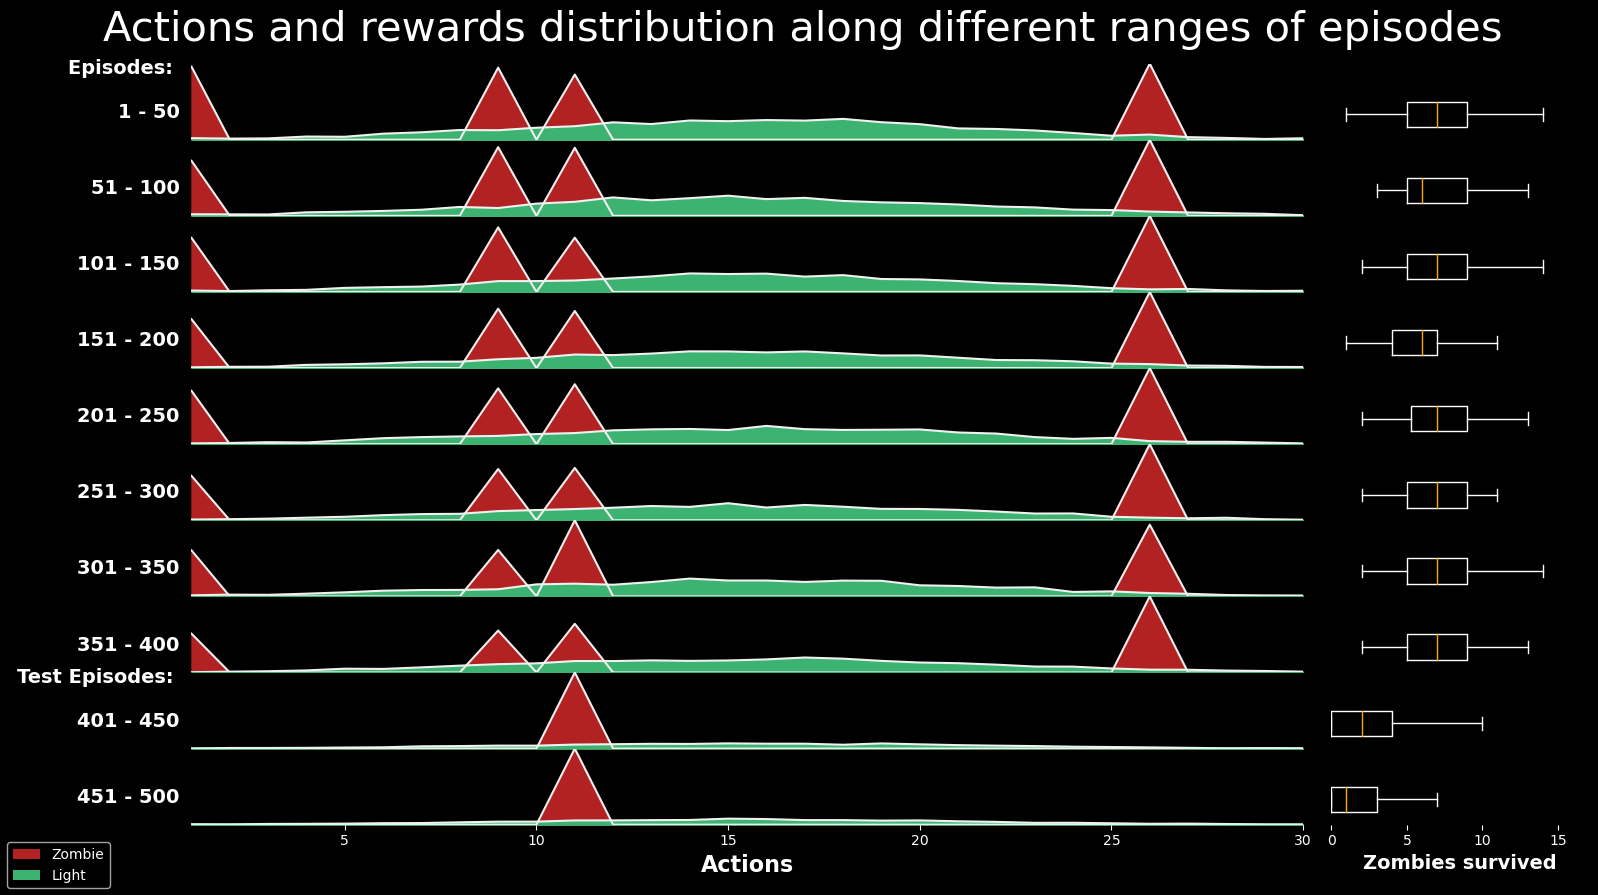 Actions and rewards distribution along different ranges of episodes
Episodes:
1 - 50
51 - 100
101 - 150
151 - 200
201 - 250
251 - 300
301 - 350
351 - 400
Test Episodes:
401 - 450
451 - 500
5 10 15 20 25 30
0 5 10 15
Actions
Zombies survived
Zombie
Light